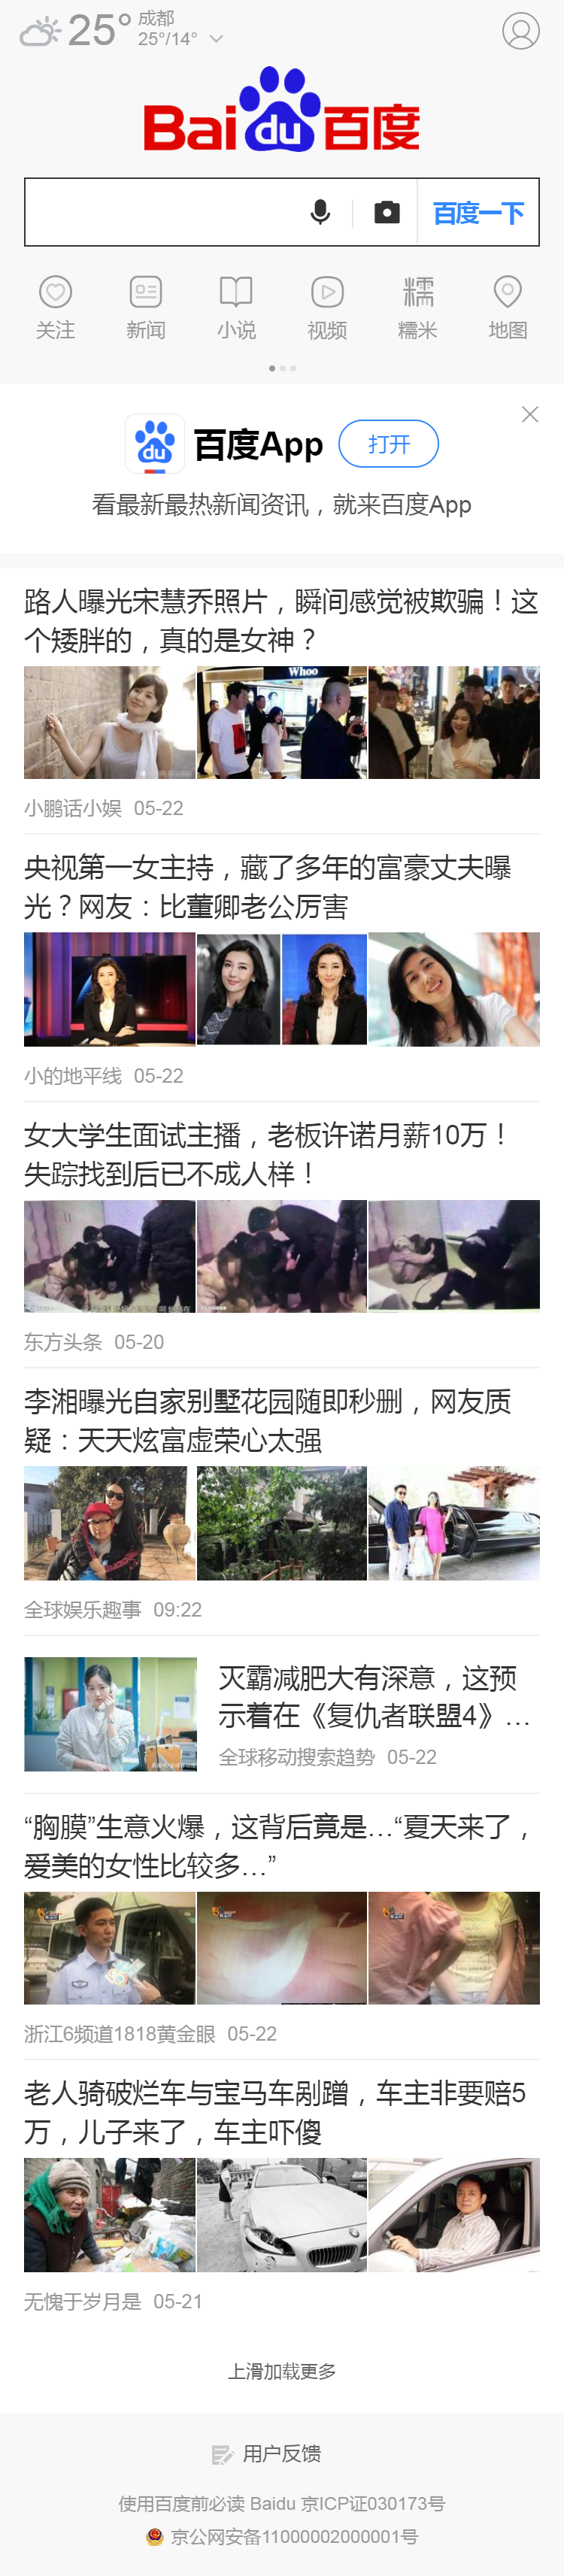 25° 成都
25°/14°
Bai du 百度
百度一下
关注 新闻 小说 视频 糯米 地图
du 百度App 打开
看最新最热新闻资讯，就来百度App
路人曝光宋慧乔照片，瞬间感觉被欺骗！这
个矮胖的，真的是女神？
Whoo
小鹏话小娱 05-22
央视第一女主持，藏了多年的富豪丈夫曝
光？网友：比董卿老公厉害
小的地平线 05-22
女大学生面试主播，老板许诺月薪10万！
失踪找到后已不成人样！
东方头条 05-20
李湘曝光自家别墅花园随即秒删，网友质
疑：天天炫富虚荣心太强
全球娱乐趣事 09:22
灭霸减肥大有深意，这预
示着在《复仇者联盟4》…
全球移动搜索趋势 05-22
“胸膜”生意火爆，这背后竟是…“夏天来了，
爱美的女性比较多…”
浙江6频道1818黄金眼 05-22
老人骑破烂车与宝马车剐蹭，车主非要赔5
万，儿子来了，车主吓傻
无愧于岁月是 05-21
上滑加载更多
用户反馈
使用百度前必读 Baidu 京ICP证030173号
京公网安备11000002000001号